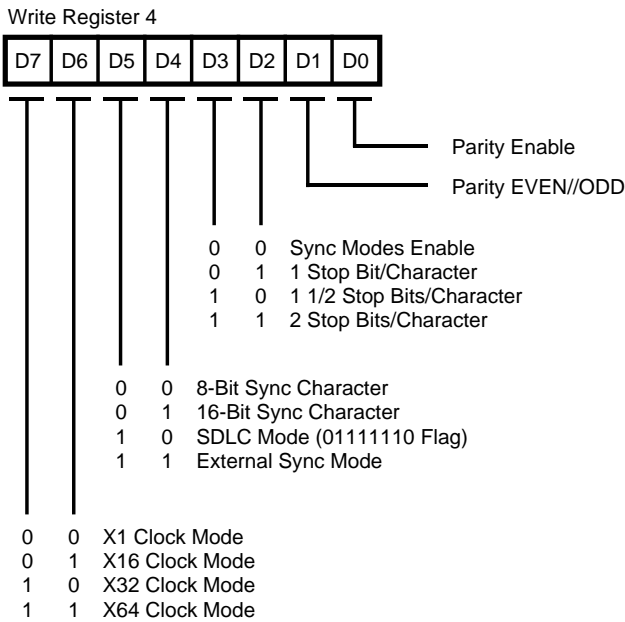 Write Register 4
D7 D6 D5 D4 D3 D2 D1 D0
Parity Enable
Parity EVEN//ODD
0 0 Sync Modes Enable
0 1 1 Stop Bit/Character
1 0 1 1/2 Stop Bits/Character
1 1 2 Stop Bits/Character
0 0 8-Bit Sync Character
0 1 16-Bit Sync Character
1 0 SDLC Mode (01111110 Flag)
1 1 External Sync Mode
0 0 X1 Clock Mode
0 1 X16 Clock Mode
1 0 X32 Clock Mode
1 1 X64 Clock Mode